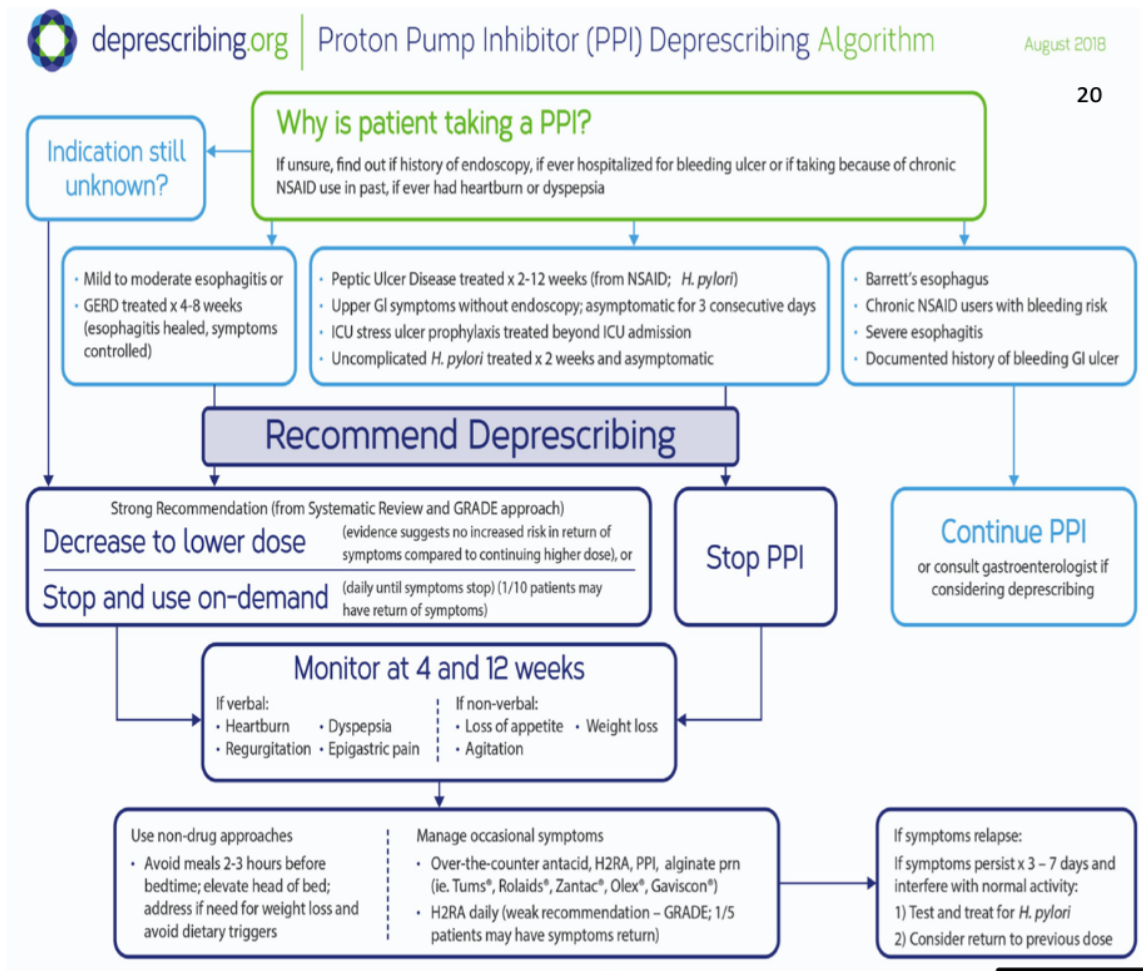 deprescribing.org | Proton Pump Inhibitor (PPI) Deprescribing Algorithm
August 2018
20
Why is patient taking a PPI?
If unsure, find out if history of endoscopy, if ever hospitalized for bleeding ulcer or if taking because of chronic
NSAID use in past, if ever had heartburn or dyspepsia
Indication still
unknown?
• Mild to moderate esophagitis or
• GERD treated x 4-8 weeks
(esophagitis healed, symptoms
controlled)
• Peptic Ulcer Disease treated x 2-12 weeks (from NSAID; H. pylori)
• Upper GI symptoms without endoscopy; asymptomatic for 3 consecutive days
• ICU stress ulcer prophylaxis treated beyond ICU admission
• Uncomplicated H. pylori treated x 2 weeks and asymptomatic
• Barrett's esophagus
• Chronic NSAID users with bleeding risk
• Severe esophagitis
• Documented history of bleeding GI ulcer
Recommend Deprescribing
Strong Recommendation (from Systematic Review and GRADE approach)
Decrease to lower dose
(evidence suggests no increased risk in return of
symptoms compared to continuing higher dose), or
Stop and use on-demand
(daily until symptoms stop) (1/10 patients may
have return of symptoms)
Stop PPI
Continue PPI
or consult gastroenterologist if
considering deprescribing
Monitor at 4 and 12 weeks
If verbal:
• Heartburn • Dyspepsia
• Regurgitation • Epigastric pain
If non-verbal:
• Loss of appetite • Weight loss
• Agitation
Use non-drug approaches
• Avoid meals 2-3 hours before
bedtime; elevate head of bed;
address if need for weight loss and
avoid dietary triggers
Manage occasional symptoms
• Over-the-counter antacid, H2RA, PPI, alginate prn
(ie. Tums®, Rolaids®, Zantac®, Olex®, Gaviscon®)
• H2RA daily (weak recommendation – GRADE; 1/5
patients may have symptoms return)
If symptoms relapse:
If symptoms persist x 3 – 7 days and
interfere with normal activity:
1) Test and treat for H. pylori
2) Consider return to previous dose